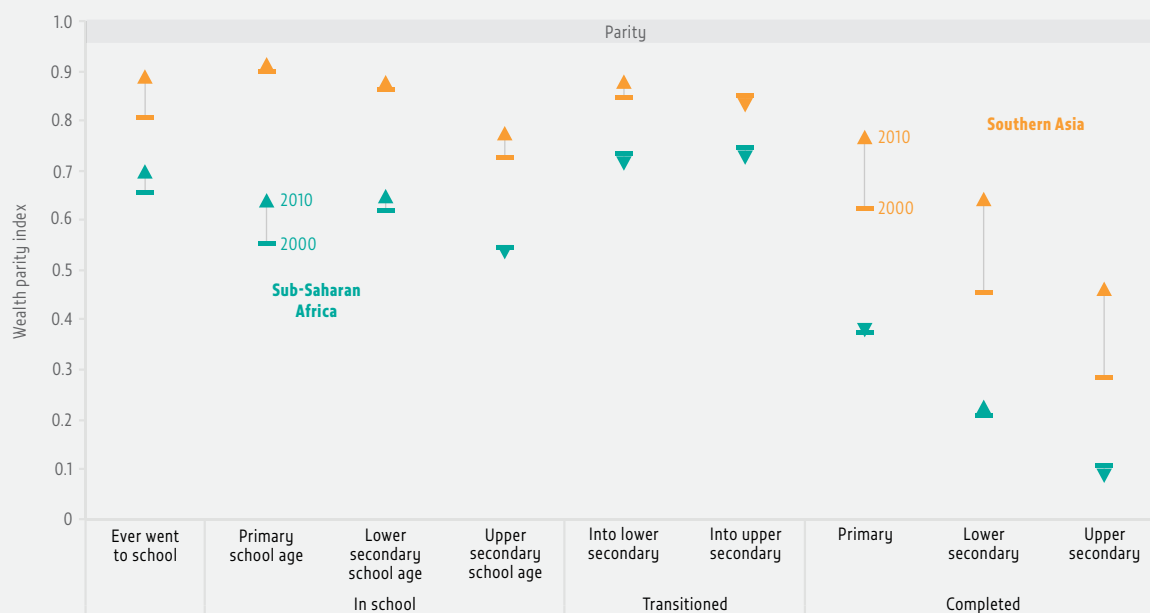 1.0
Parity
0.9
0.8
Southern Asia
2010
0.7
2010
2000
0.6
2000
0.5
Sub-Saharan
Africa
0.4
0.3
0.2
0.1
0
Wealth parity index
Ever went
to school
Primary
school age
Lower
secondary
school age
Upper
secondary
school age
Into lower
secondary
Into upper
secondary
Primary
Lower
secondary
Upper
secondary
In school
Transitioned
Completed